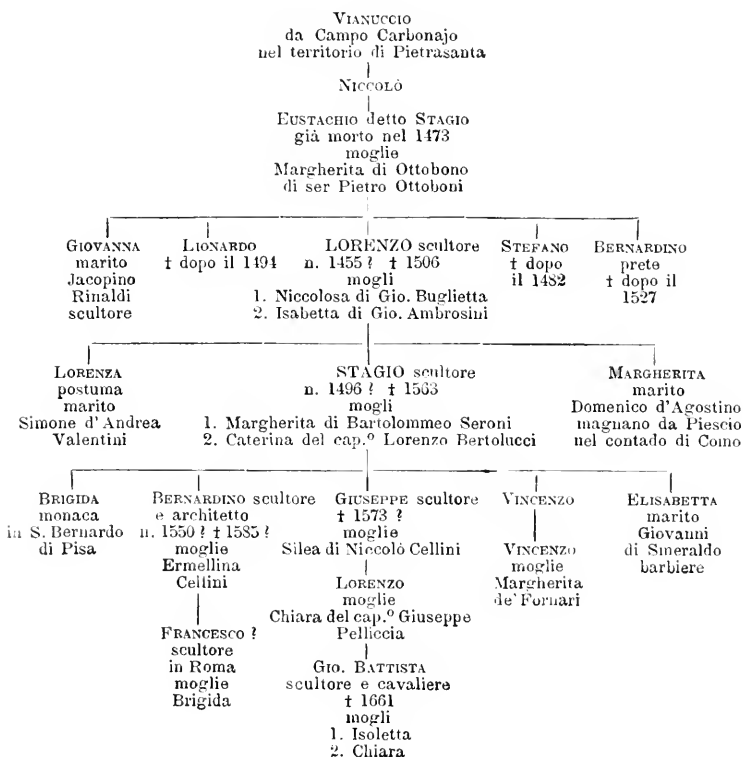 VIANUCCIO
da Campo Carbonajo
nel territorio di Pietrasanta
NICCOLÒ
EUSTACHIO detto STAGIO
già morto nel 1473
moglie
Margherita di Ottobono
di ser Pietro Ottoboni
GIOVANNA
marito
Jacopino
Rinaldi
scultore
LIONARDO
† dopo il 1494
LORENZO scultore
n. 1455? † 1506
mogli
1. Niccolosa di Gio. Buglietta
2. Isabetta di Gio. Ambrosini
STEFANO
† dopo
il 1482
BERNARDINO
prete
† dopo il
1527
LORENZA
postuma
marito
Simone d'Andrea
Valentini
STAGIO scultore
n. 1496? † 1563
mogli
1. Margherita di Bartolommeo Seroni
2. Caterina del cap.º Lorenzo Bertolucci
MARGHERITA
marito
Domenico d'Agostino
magnano da Piescio
nel contado di Como
BRIGIDA
monaca
in S. Bernardo
di Pisa
BERNARDINO scultore
e architetto
n. 1550? † 1585?
moglie
Ermellina
Cellini
FRANCESCO?
scultore
in Roma
moglie
Brigida
GIUSEPPE scultore
† 1573?
moglie
Silea di Niccolò Cellini
LORENZO
moglie
Chiara del cap.º Giuseppe
Pelliccia
GIO. BATTISTA
scultore e cavaliere
† 1661
mogli
1. Isoletta
2. Chiara
VINCENZO
VINCENZO
moglie
Margherita
de' Fornari
ELISABETTA
marito
Giovanni
di Smeraldo
barbiere